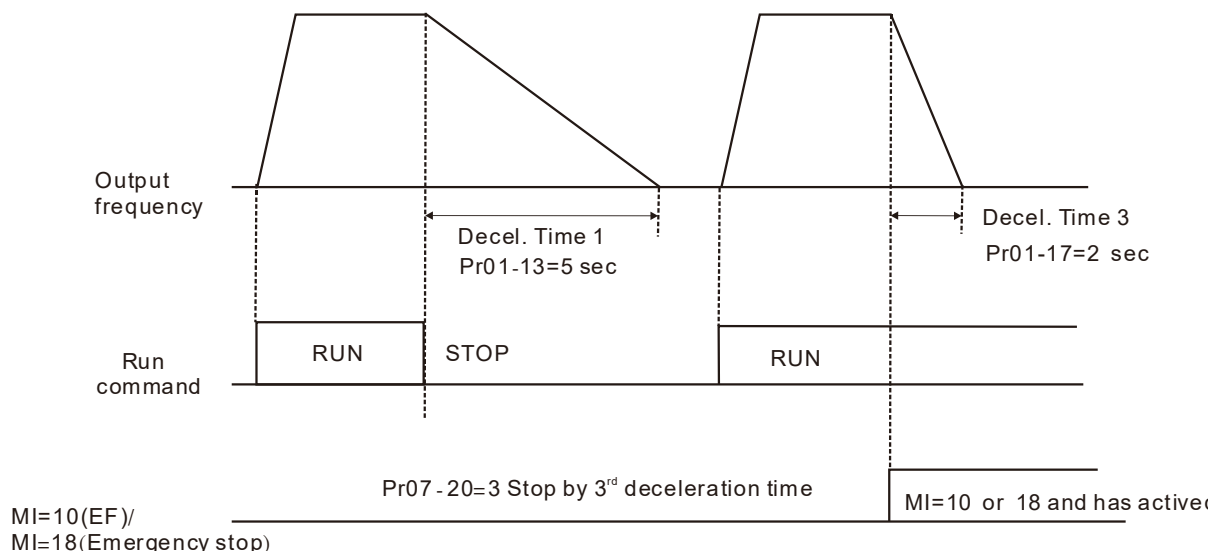 Output
frequency
Decel. Time 1
Pr01-13=5 sec
Decel. Time 3
Pr01-17=2 sec
Run
command
RUN
STOP
RUN
Pr07-20=3 Stop by 3rd deceleration time
MI=10 or 18 and has actived
MI=10(EF)/
MI=18(Emergency stop)